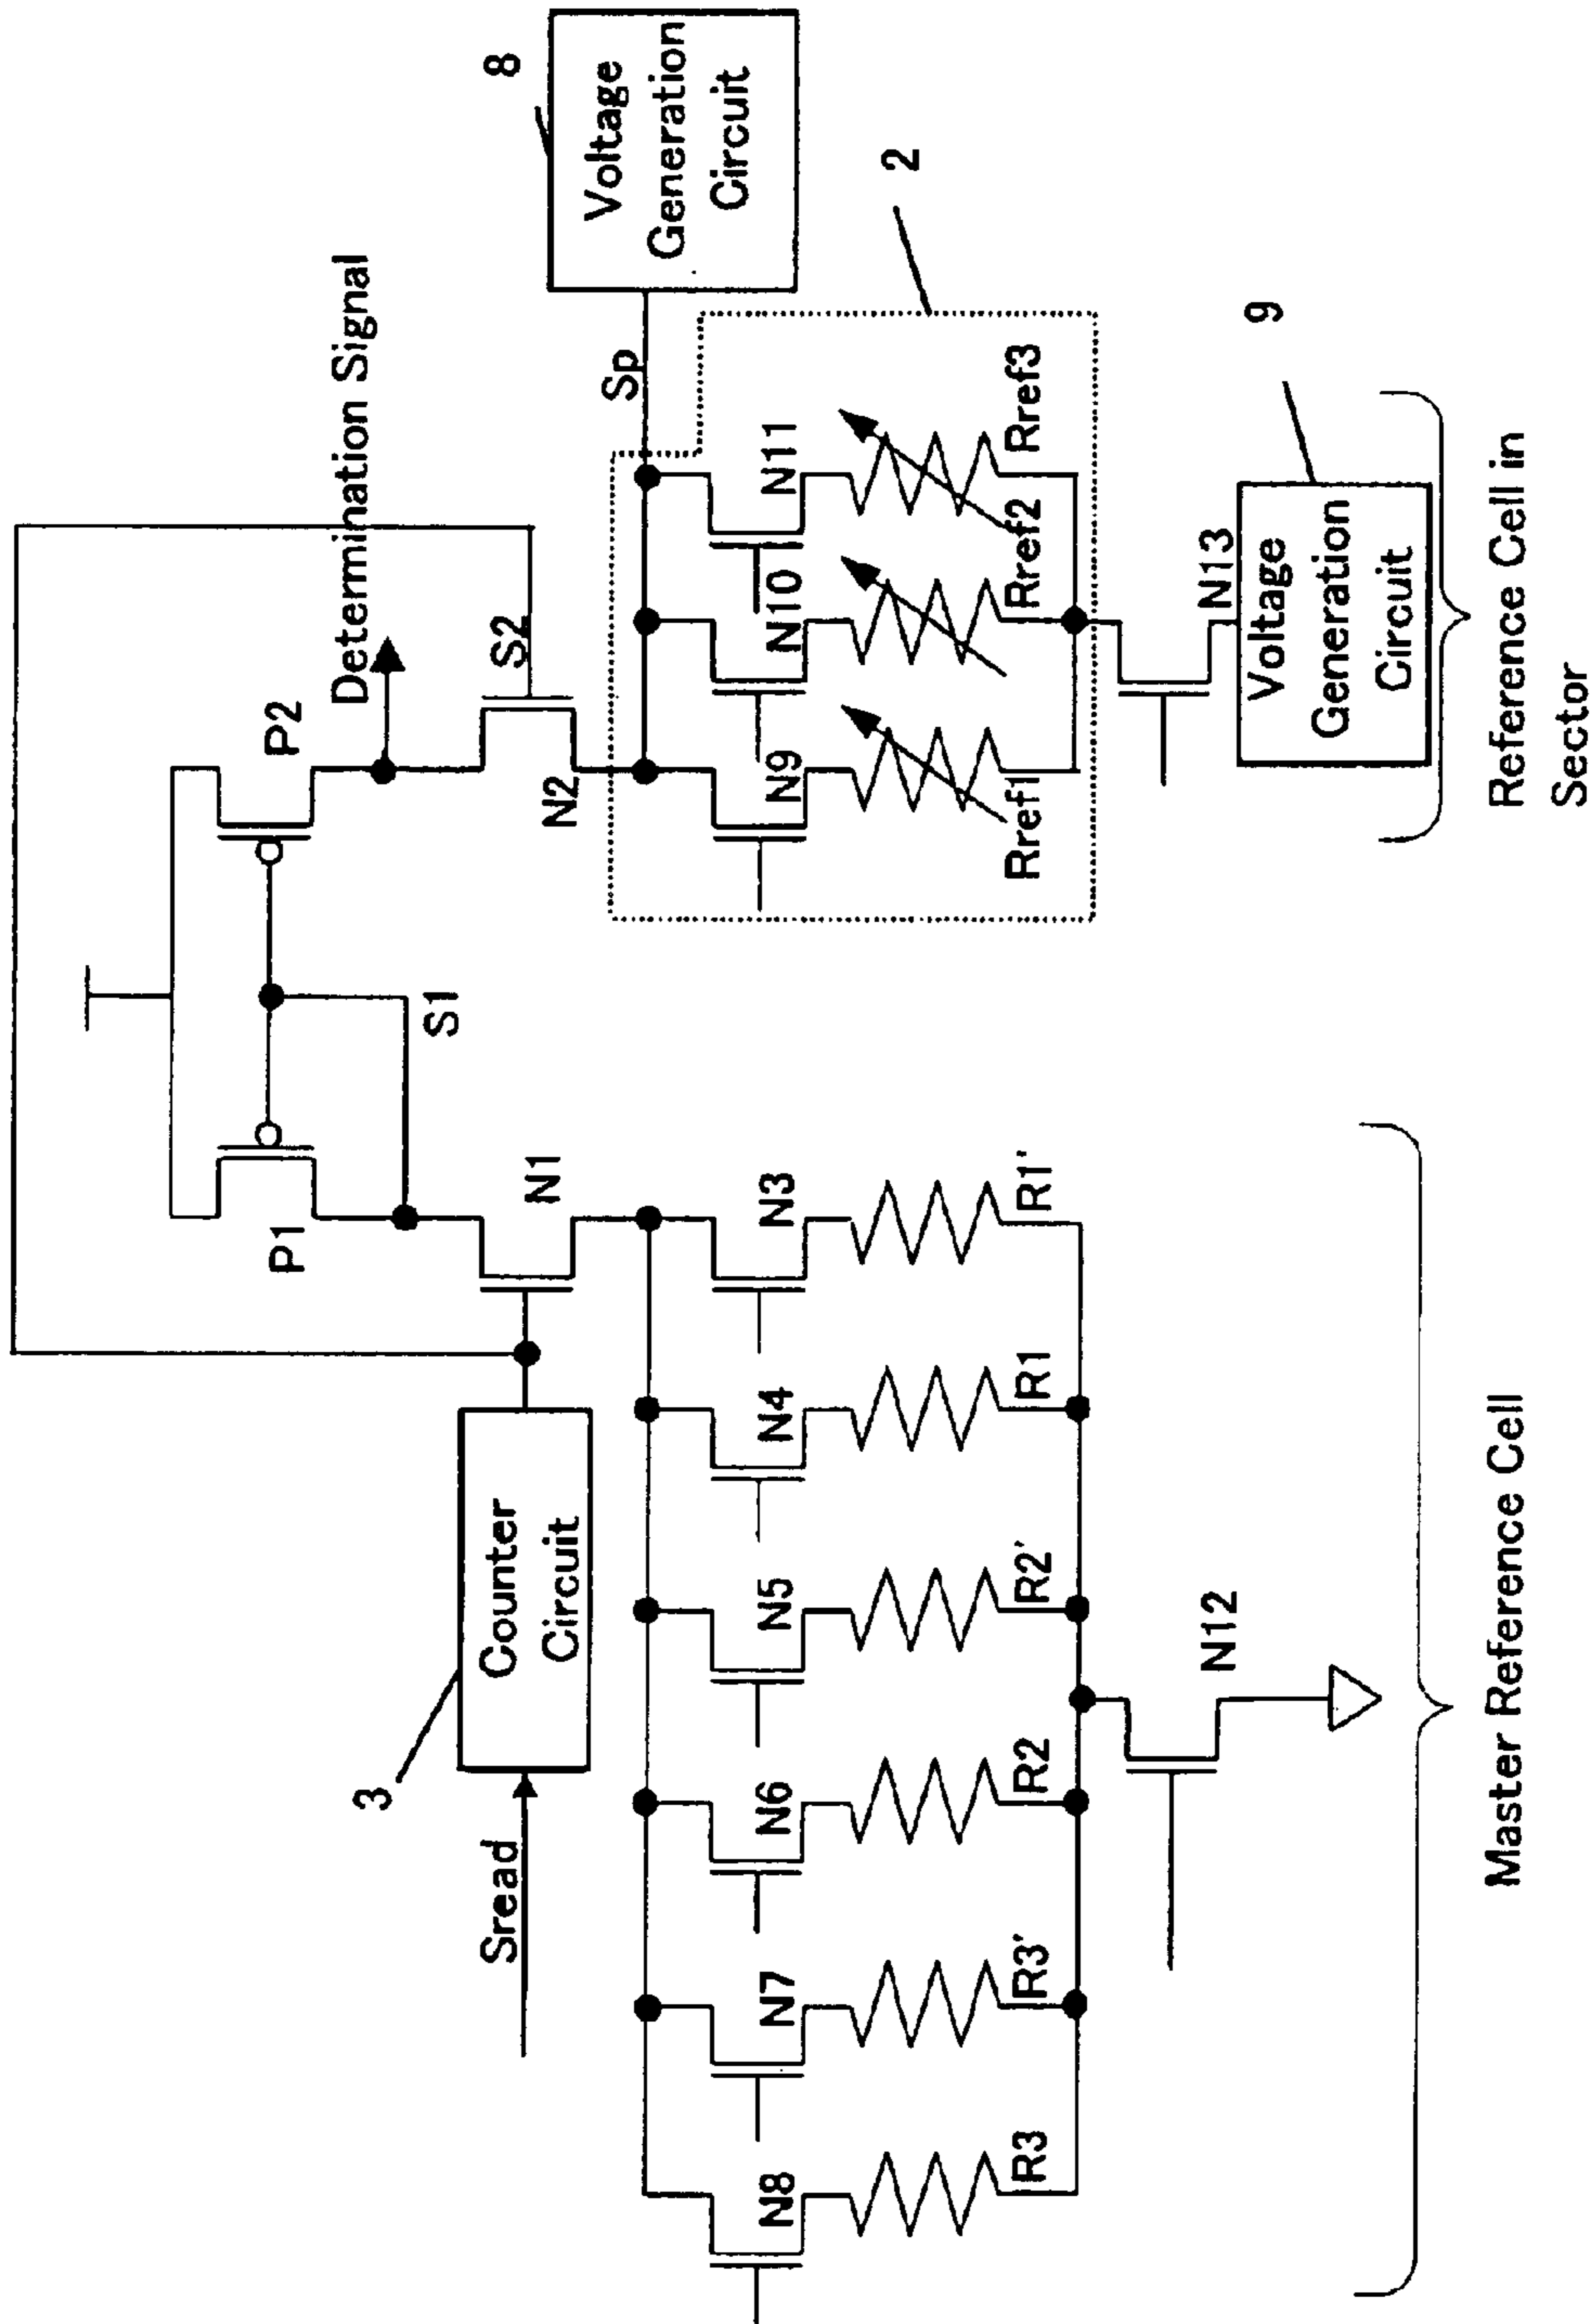 8
Voltage
Generation
Circuit
Determination Signal
P2
S2
N2
Sp
2
N9
N10
N11
Rref1
Rref2
Rref3
N13
9
Voltage
Generation
Circuit
Reference Cell in
Sector
S1
P1
N1
3
Sread
Counter
Circuit
N8
N7
N6
N5
N4
N3
R3
R3'
R2
R2'
R1
R1'
N12
Master Reference Cell